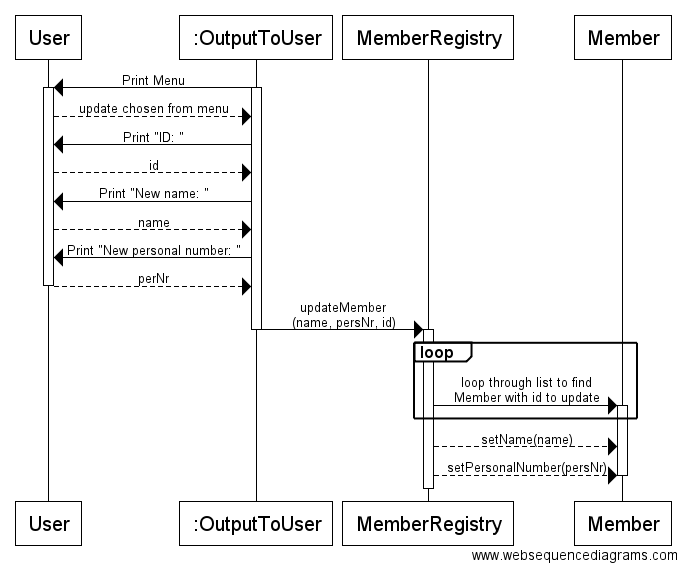 User
:OutputToUser
MemberRegistry
Member
Print Menu
update chosen from menu
Print "ID: "
id
Print "New name: "
name
Print "New personal number: "
perNr
updateMember
(name, persNr, id)
loop
loop through list to find
Member with id to update
setName(name)
setPersonalNumber(persNr)
User
:OutputToUser
MemberRegistry
Member
www.websequencediagrams.com